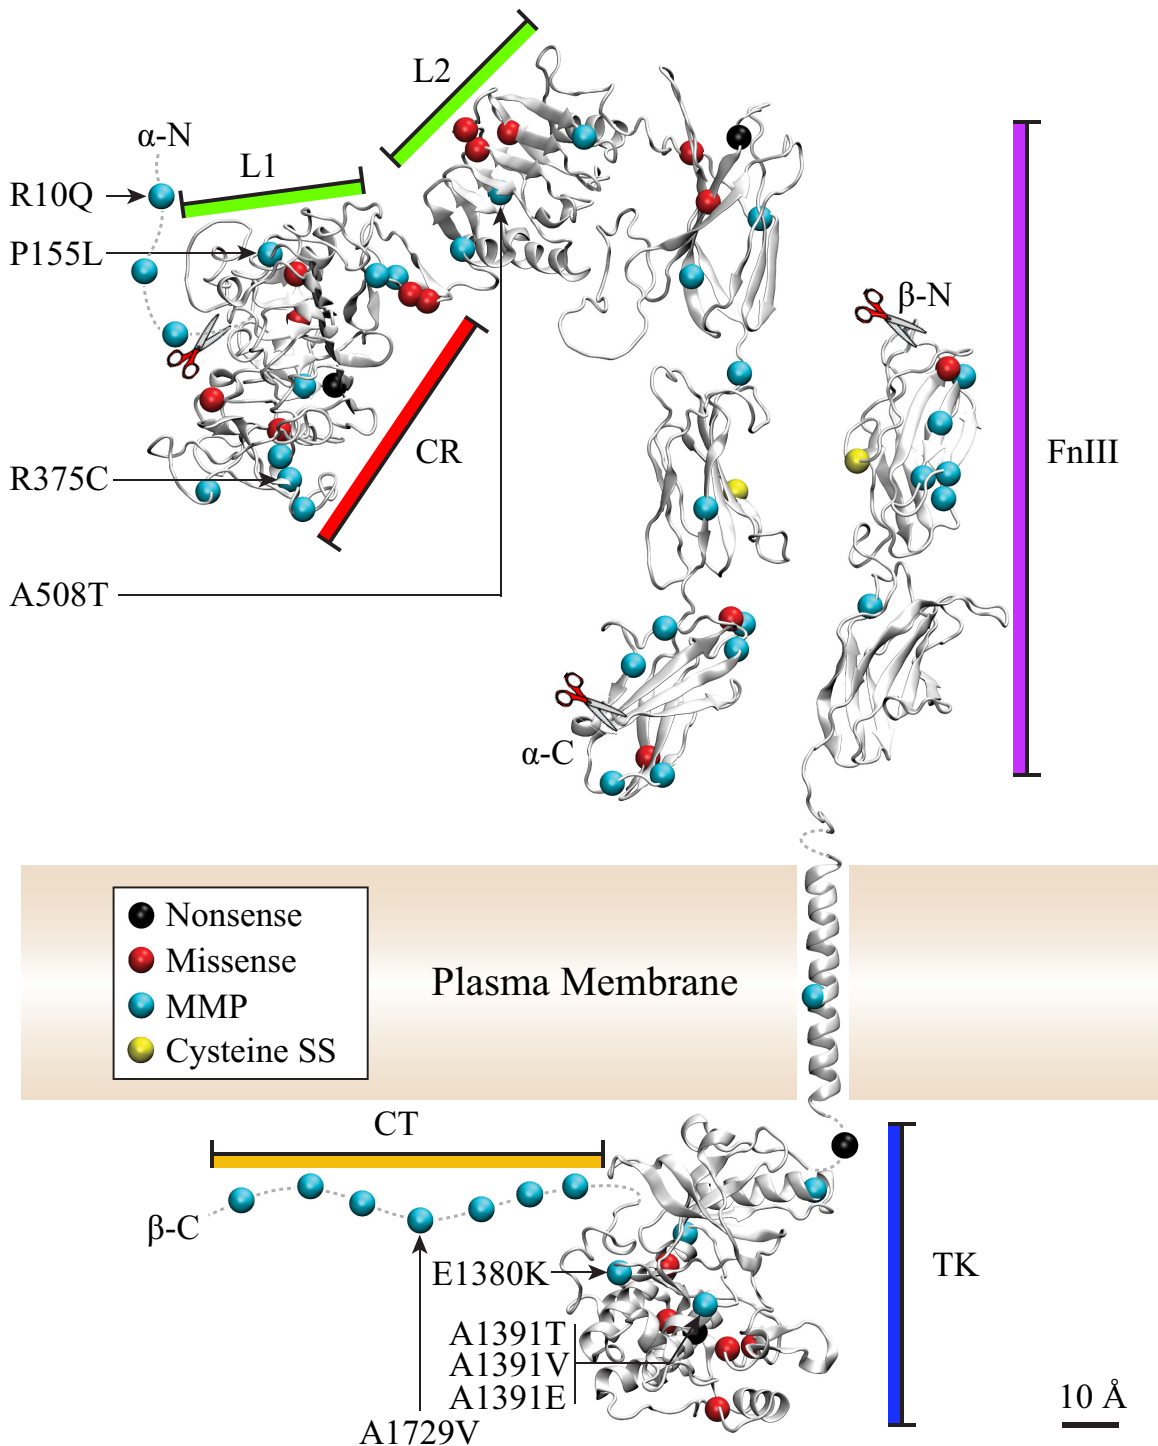 L2
α-N
L1
R10Q
P155L
β-N
CR
FnIII
R375C
A508T
α-C
Nonsense
Missense
MMP
Cysteine SS
Plasma Membrane
CT
β-C
TK
E1380K
A1391T
A1391V
A1391E
A1729V
10 Å